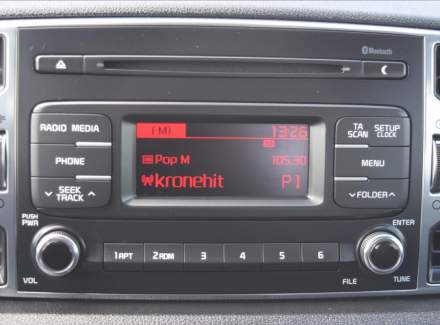 Bluetooth
RADIO MEDIA
PHONE
SEEK
TRACK
PUSH
PWR
VOL
FM1 13:26
Pop M 105.30
kronehit P1
TA
SCAN
SETUP
CLOCK
MENU
FOLDER
ENTER
FILE TUNE
1RPT 2RDM 3 4 5 6